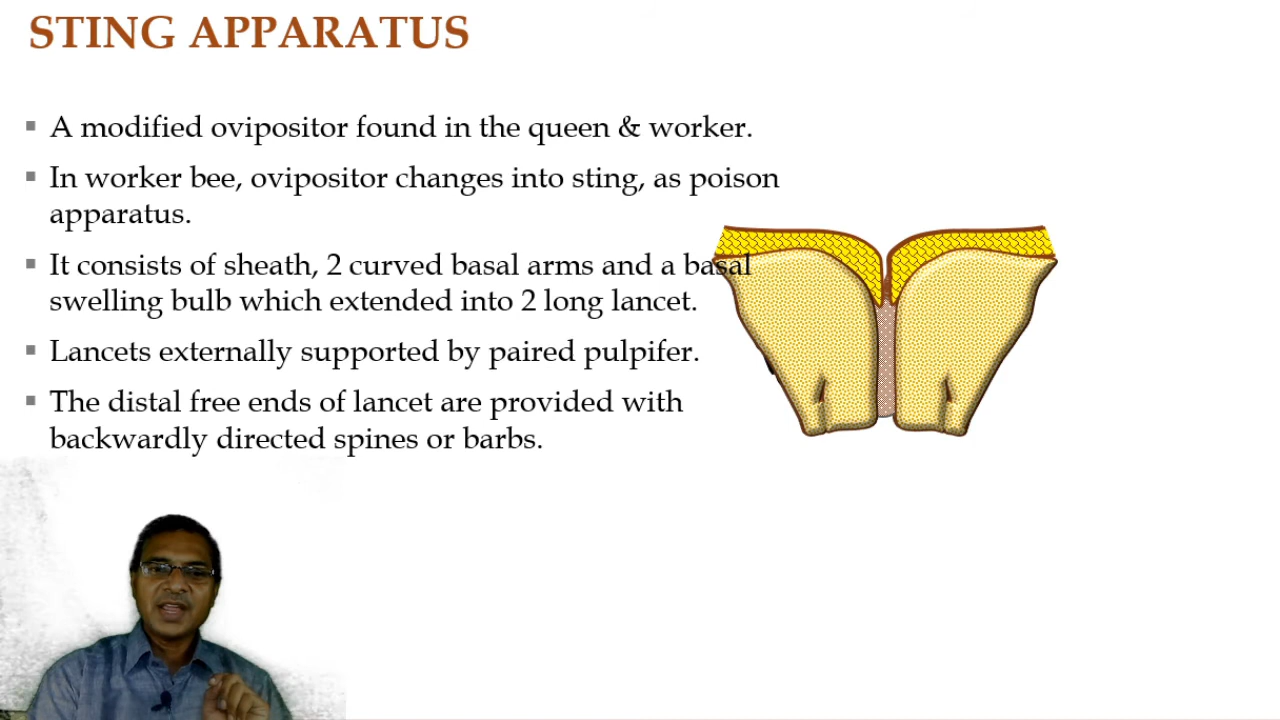 STING APPARATUS
▪ A modified ovipositor found in the queen & worker.
▪ In worker bee, ovipositor changes into sting, as poison
apparatus.
▪ It consists of sheath, 2 curved basal arms and a basal
swelling bulb which extended into 2 long lancet.
▪ Lancets externally supported by paired pulpifer.
▪ The distal free ends of lancet are provided with
backwardly directed spines or barbs.